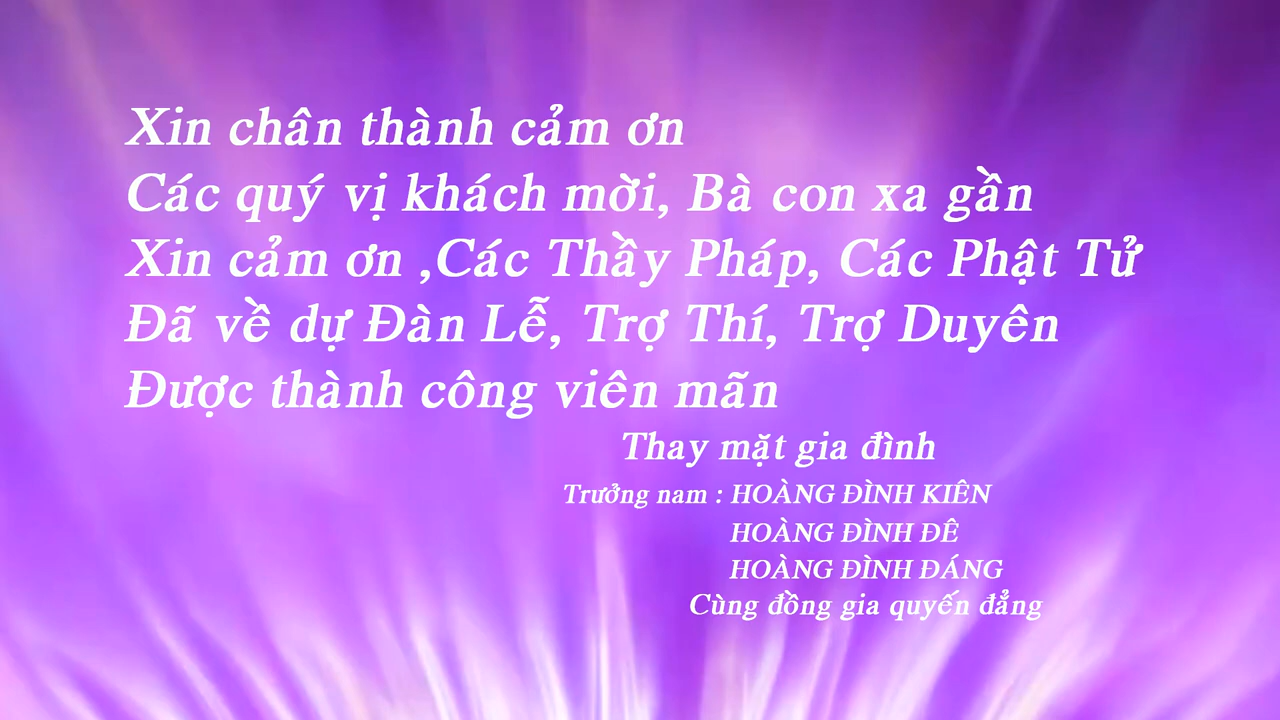 Xin chân thành cảm ơn
Các quý vị khách mời, Bà con xa gần
Xin cảm ơn ,Các Thầy Pháp, Các Phật Tử
Đã về dự Đàn Lễ, Trợ Thí, Trợ Duyên
Được thành công viên mãn
Thay mặt gia đình
Trưởng nam : HOÀNG ĐÌNH KIÊN
HOÀNG ĐÌNH ĐÊ
HOÀNG ĐÌNH ĐÁNG
Cùng đồng gia quyến đẳng